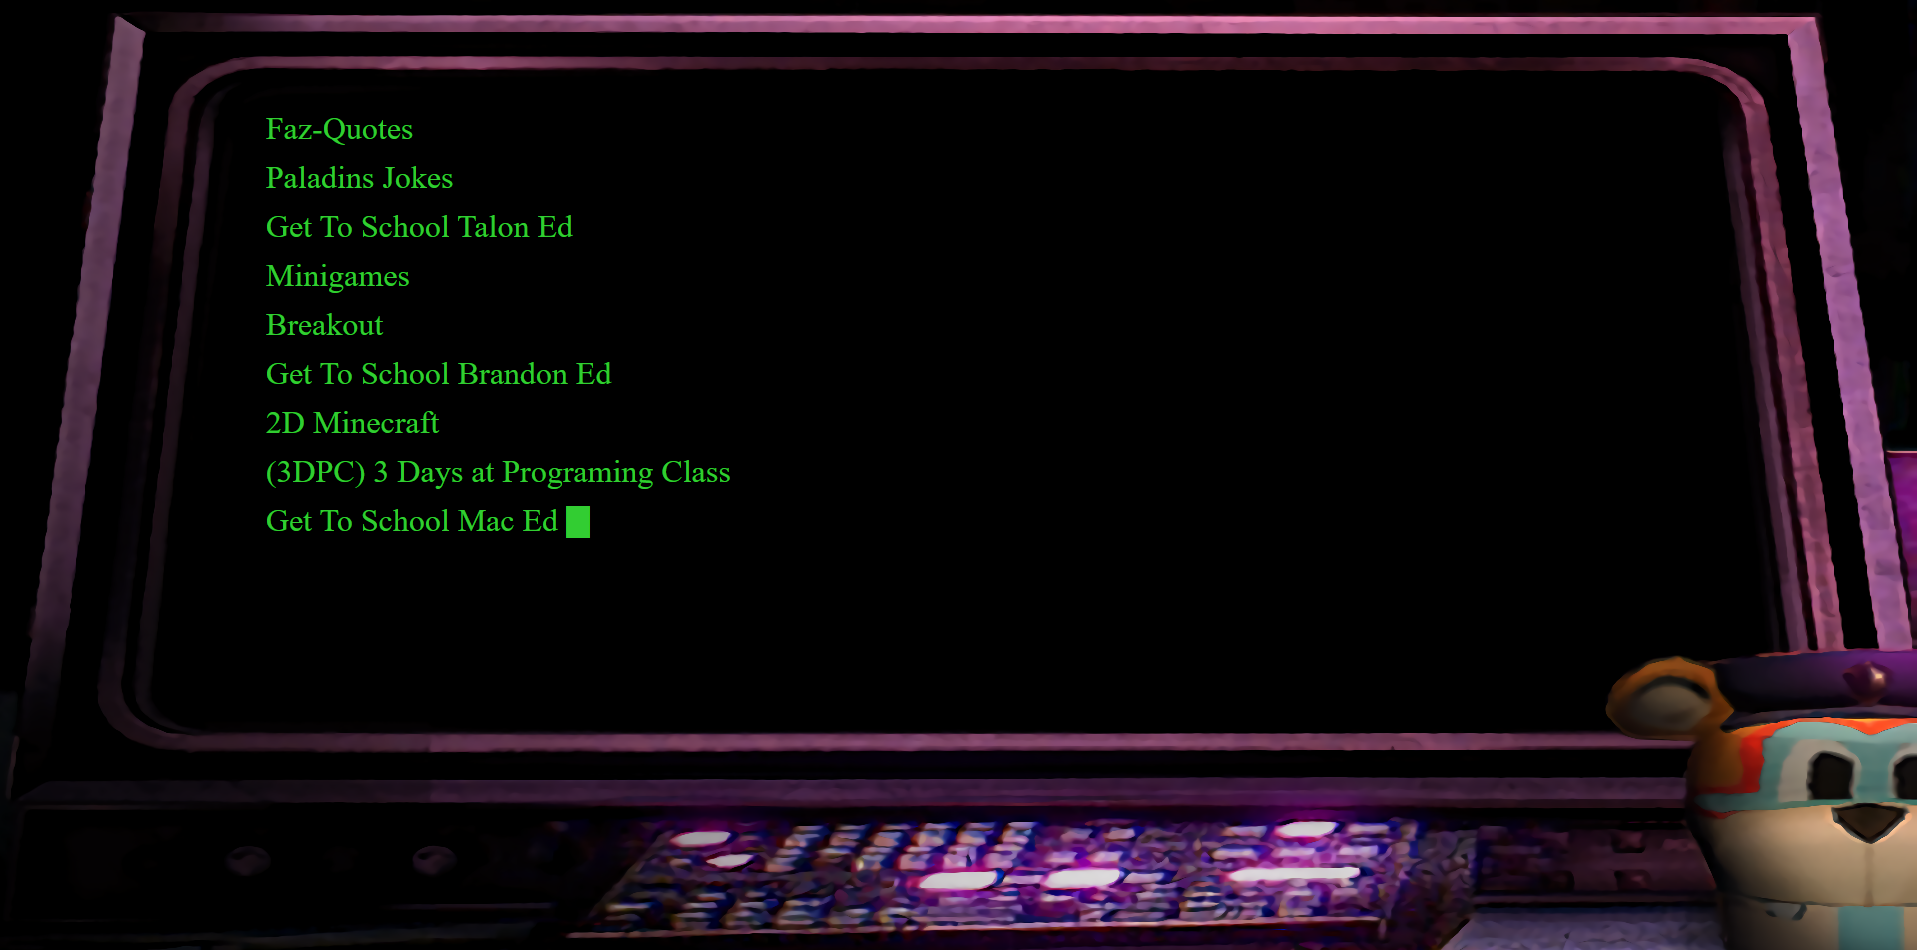 Faz-Quotes
Paladins Jokes
Get To School Talon Ed
Minigames
Breakout
Get To School Brandon Ed
2D Minecraft
(3DPC) 3 Days at Programing Class
Get To School Mac Ed